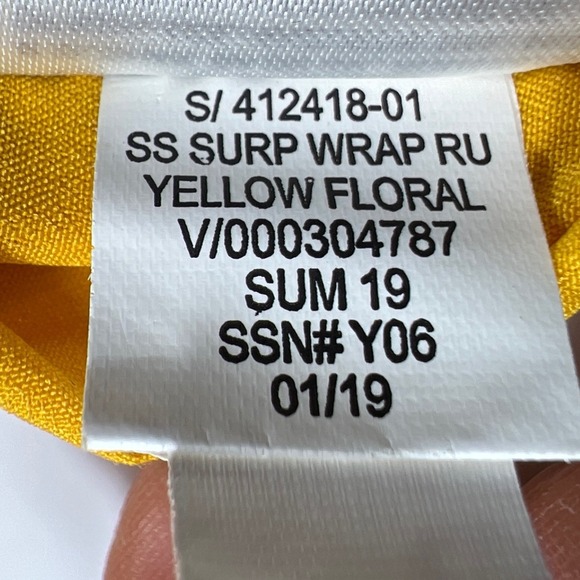 S/ 412418-01
SS SURP WRAP RU
YELLOW FLORAL
V/000304787
SUM 19
SSN# Y06
01/19